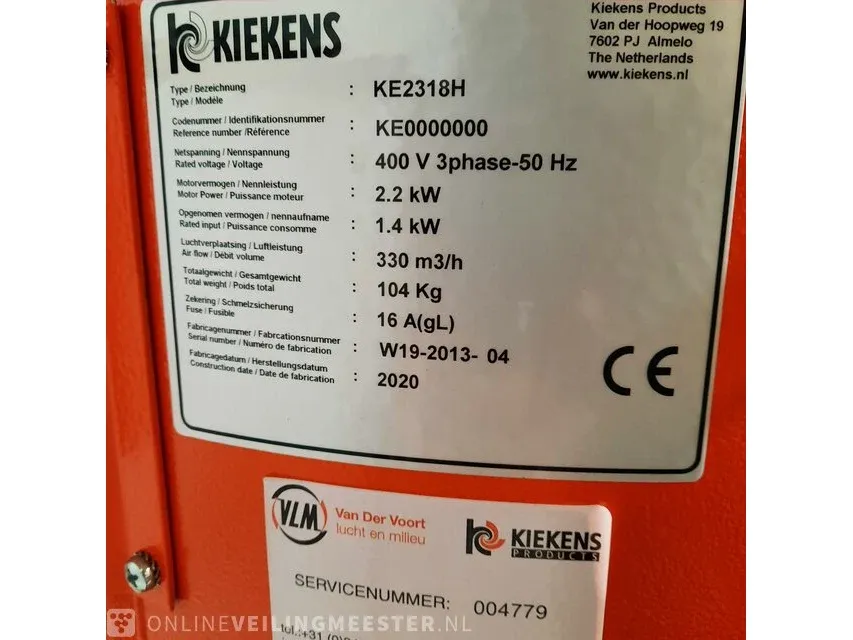 KIEKENS
Kiekens Products
Van der Hoopweg 19
7602 PJ Almelo
The Netherlands
www.kiekens.nl
Type / Bezeichnung
Type / Modéle : KE2318H
Codenummer / Identifikationsnummer
Reference number /Référence : KE0000000
Netspanning / Nennspannung
Rated voltage / Voltage : 400 V 3phase-50 Hz
Motorvermogen / Nennleistung
Motor Power / Puissance moteur : 2.2 kW
Opgenomen vermogen / nennaufname
Rated input / Puissance consomme : 1.4 kW
Luchtverplaatsing / Luftleistung
Air flow / Débit volume : 330 m3/h
Totaalgewicht / Gesamtgewicht
Total weight / Poids total : 104 Kg
Zekering / Schmelzsicherung
Fuse / Fusible : 16 A(gL)
Fabricagenummer / Fabrcationsnummer
Serial number / Numéro de fabrication : W19-2013- 04
Fabricagedatum / Herstellungsdatum
Construction date / Date de fabrication : 2020
CE
VLM Van Der Voort
lucht en milieu
KIEKENS
PRODUCTS
SERVICENUMMER: 004779
tel.:+31 (0)
ONLINEVEILINGMEESTER.NL